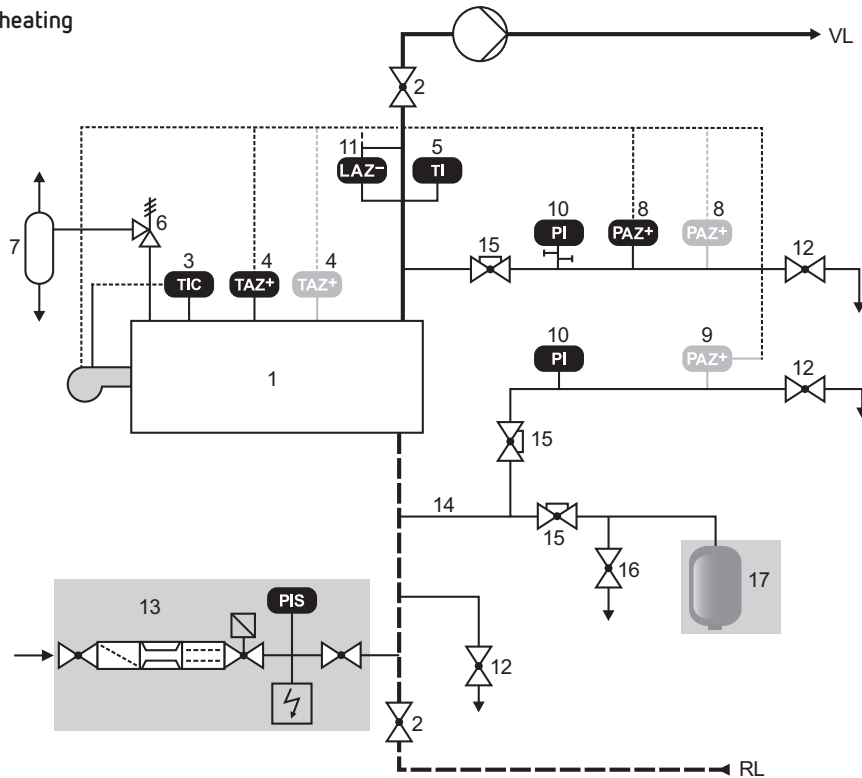 heating
VL
2
11
5
LAZ–
TI
6
7
3
4
4
TIC
TAZ+
TAZ+
10
8
8
15
PI
PAZ+
PAZ+
12
1
10
9
PI
PAZ+
12
15
14
15
16
17
13
PIS
12
2
RL